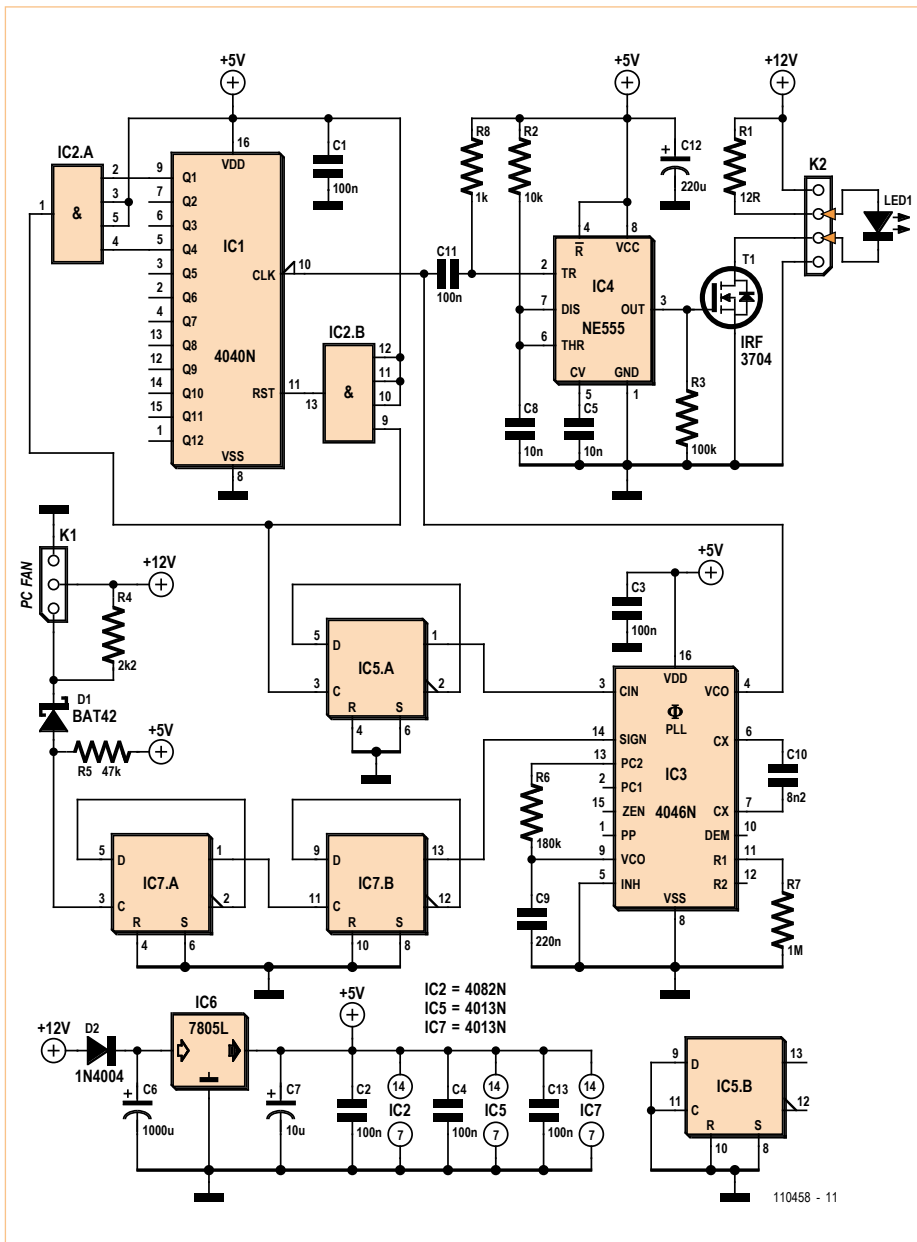 +5V
+5V
+12V
IC2.A
1
2
3
5
4
&
16
VDD
9 Q1
7 Q2
6 Q3
5 Q4
3 Q5
2 Q6
4 Q7
13 Q8
12 Q9
14 Q10
15 Q11
1 Q12
IC1
4040N
CLK
10
RST
11
VSS
8
C1
100n
IC2.B
13
&
12
11
10
9
C11
100n
R8
1k
R2
10k
C12
220u
4
R
8
VCC
2 TR
7 DIS
6 THR
IC4
NE555
OUT
3
CV
5
GND
1
C8
10n
C5
10n
R3
100k
R1
12R
K2
LED1
T1
IRF
3704
K1
PC FAN
+12V
R4
2k2
D1
BAT42
+5V
R5
47k
5 D
1
3 C
2
IC5.A
R
S
4
6
C3
100n
+5V
16
VDD
3 CIN
14 SIGN
13 PC2
2 PC1
15 ZEN
1 PP
9 VCO
5 INH
Φ
PLL
IC3
4046N
VCO 4
CX 6
CX 7
DEM 10
R1 11
R2 12
VSS
8
C10
8n2
R6
180k
C9
220n
R7
1M
5 D
1
3 C
2
IC7.A
R
S
4
6
9 D
13
11 C
12
IC7.B
R
S
10
8
IC2 = 4082N
IC5 = 4013N
IC7 = 4013N
+12V
D2
1N4004
IC6
7805L
+5V
C6
1000u
C7
10u
C2
100n
14
IC2
7
C4
100n
14
IC5
7
C13
100n
14
IC7
7
9 D
13
11 C
12
IC5.B
R
S
10
8
110458 - 11